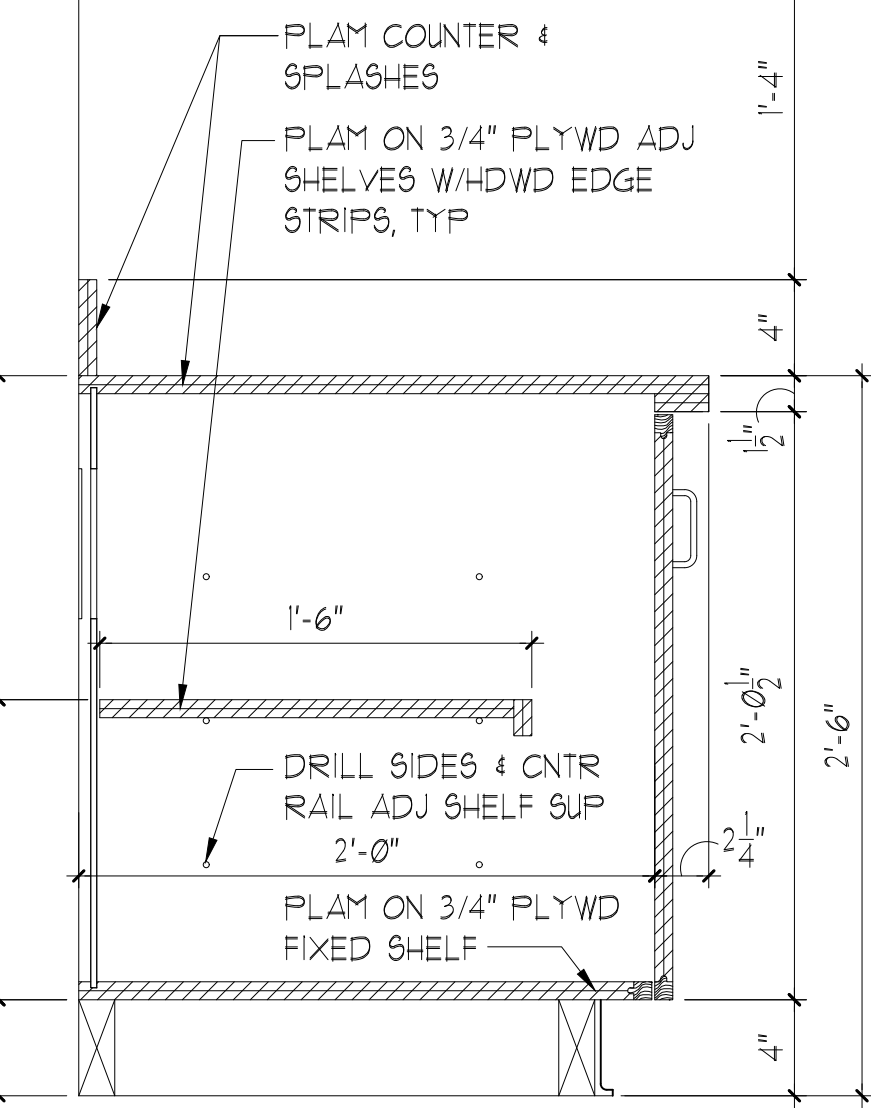 PLAM COUNTER &
SPLASHES
1'-4"
PLAM ON 3/4" PLYWD ADJ
SHELVES W/HDWD EDGE
STRIPS, TYP
4"
1 1/2"
1'-6"
2'-0 1/2"
2'-6"
DRILL SIDES & CNTR
RAIL ADJ SHELF SUP
2'-0"
2 1/4"
PLAM ON 3/4" PLYWD
FIXED SHELF
4"